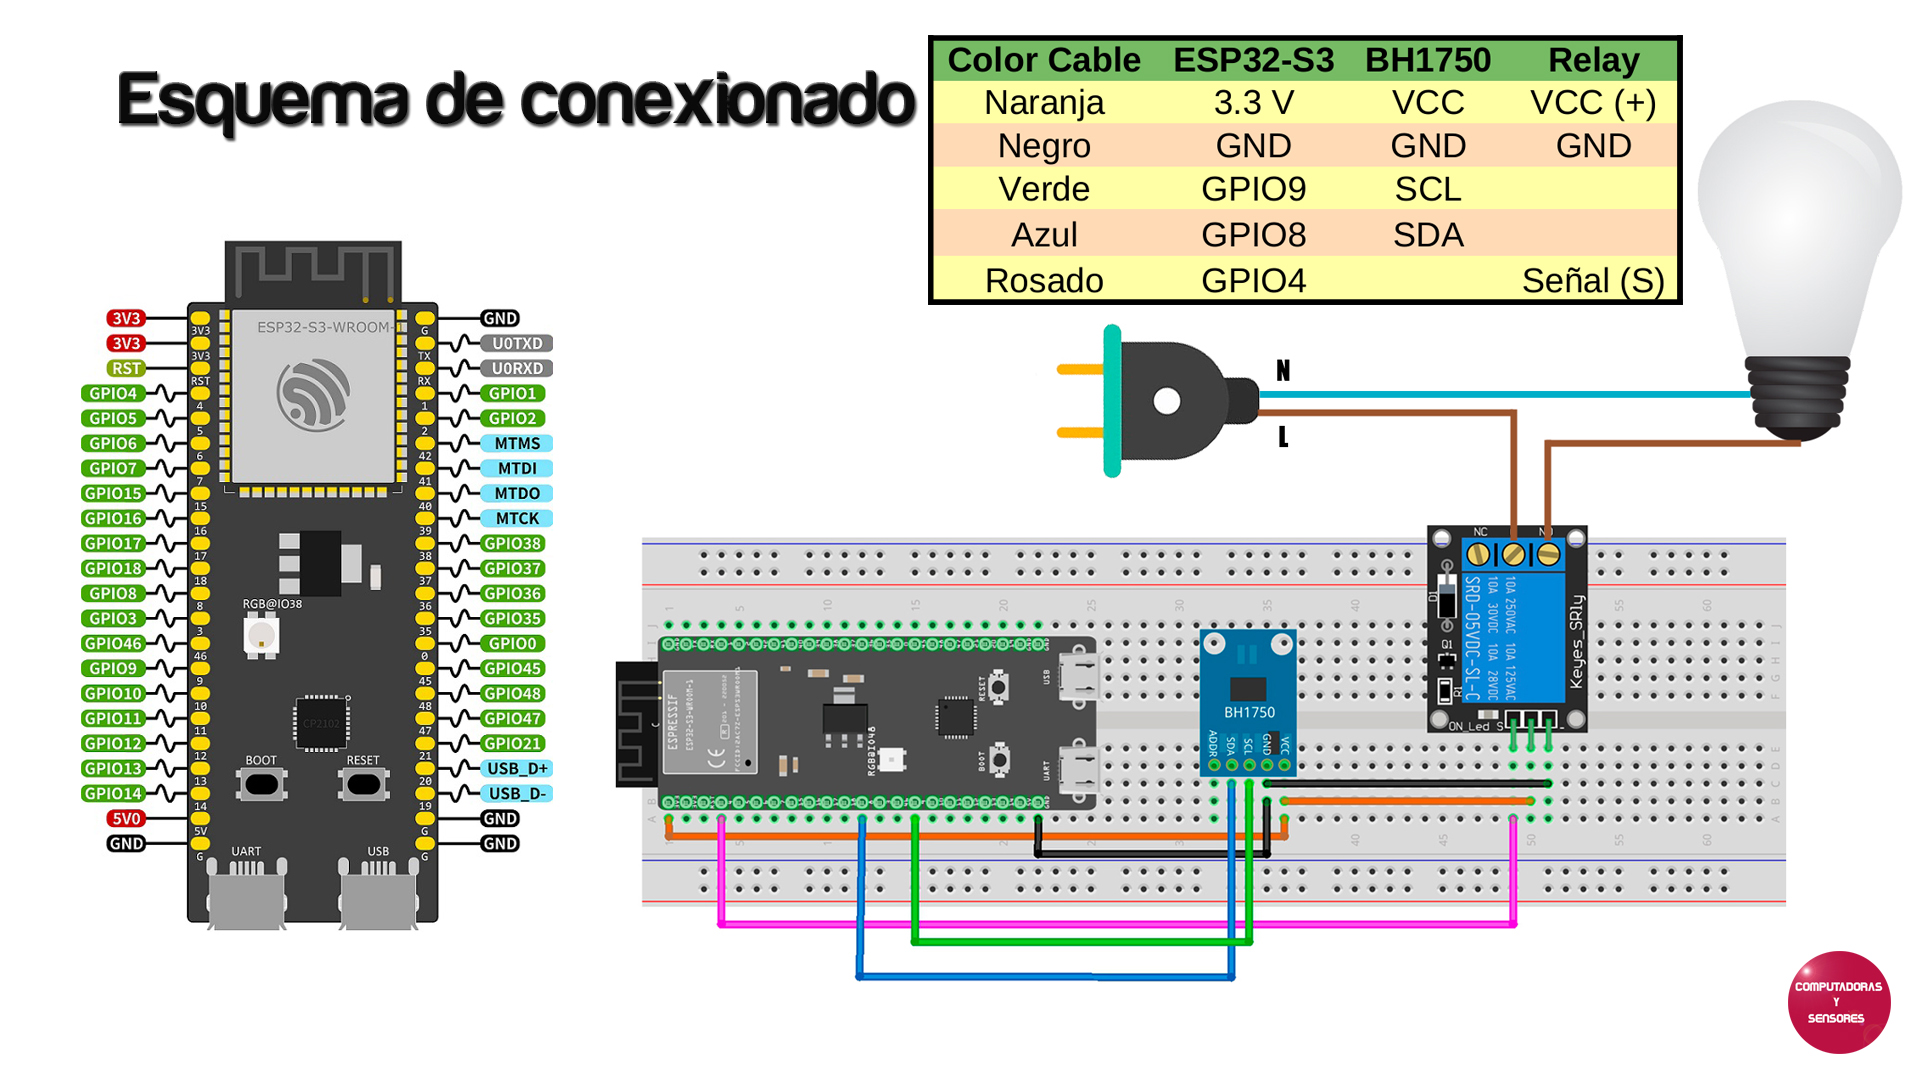 Esquema de conexionado
Color Cable ESP32-S3 BH1750 Relay
Naranja 3.3 V VCC VCC (+)
Negro GND GND GND
Verde GPIO9 SCL
Azul GPIO8 SDA
Rosado GPIO4 Señal (S)
N
L
ESP32-S3-WROOM-1
3V3 3V3 G GND
3V3 3V3 TX U0TXD
RST RST RX U0RXD
GPIO4 4 1 GPIO1
GPIO5 5 2 GPIO2
GPIO6 6 42 MTMS
GPIO7 7 41 MTDI
GPIO15 15 40 MTDO
GPIO16 16 39 MTCK
GPIO17 17 38 GPIO38
GPIO18 18 37 GPIO37
GPIO8 8 36 GPIO36
RGB@IO38
GPIO3 3 35 GPIO35
GPIO46 46 0 GPIO0
GPIO9 9 45 GPIO45
GPIO10 10 48 GPIO48
GPIO11 11 47 GPIO47
CP2102
GPIO12 12 21 GPIO21
BOOT RESET
GPIO13 13 20 USB_D+
GPIO14 14 19 USB_D-
5V0 5V G GND
GND G G GND
UART USB
NC NO
D1
Q1
R1
SRD-05VDC-SL-C
10A 30VDC 10A 28VDC
10A 250VAC 10A 125VAC
Keyes_SRly
ON_Led S -
1 5 10 15 20 25 30 35 40 55 60
J
I
H
G
F
E
D
C
B
A
ESPRESSIF
ESP32-S3-WROOM-1
RGB@IO48
RESET
BOOT
USB
UART
BH1750
ADDR SDA SCL GND VCC
40 45 50 55 60
COMPUTADORAS
Y
SENSORES